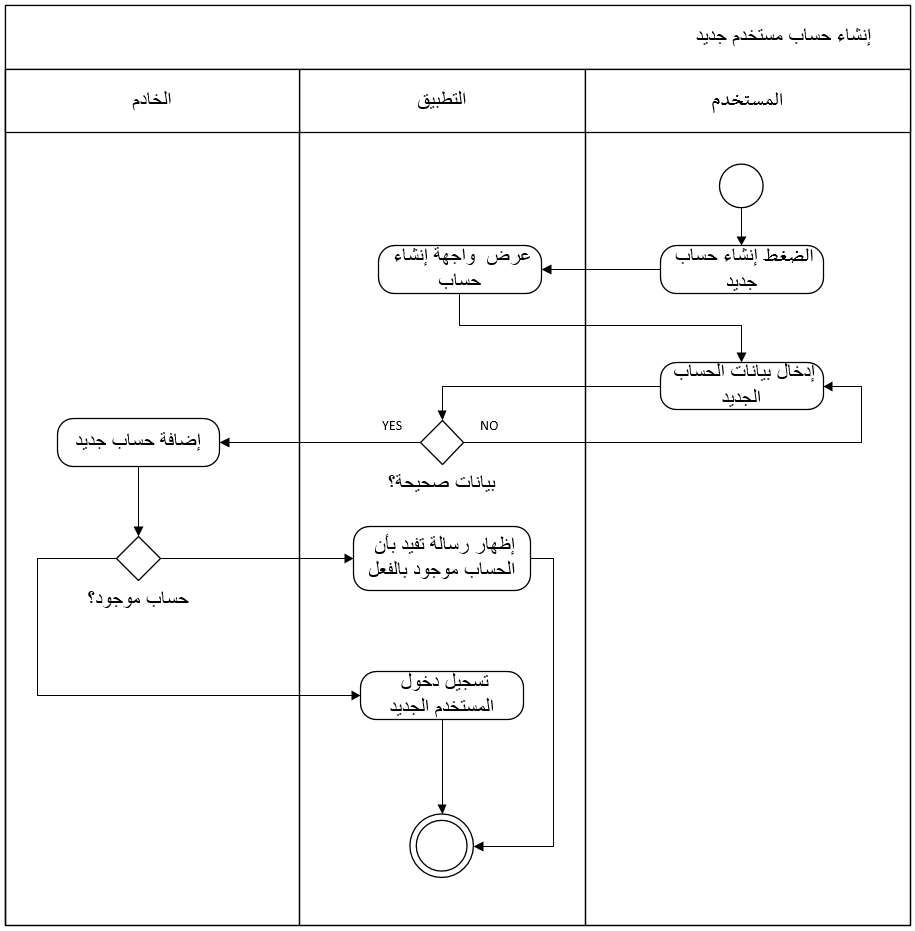 إنشاء حساب مستخدم جديد
المستخدم
التطبيق
الخادم
الضغط إنشاء حساب
جديد
عرض واجهة إنشاء
حساب
إدخال بيانات الحساب
الجديد
NO
YES
بيانات صحيحة؟
إضافة حساب جديد
حساب موجود؟
إظهار رسالة تفيد بأن
الحساب موجود بالفعل
تسجيل دخول
المستخدم الجديد